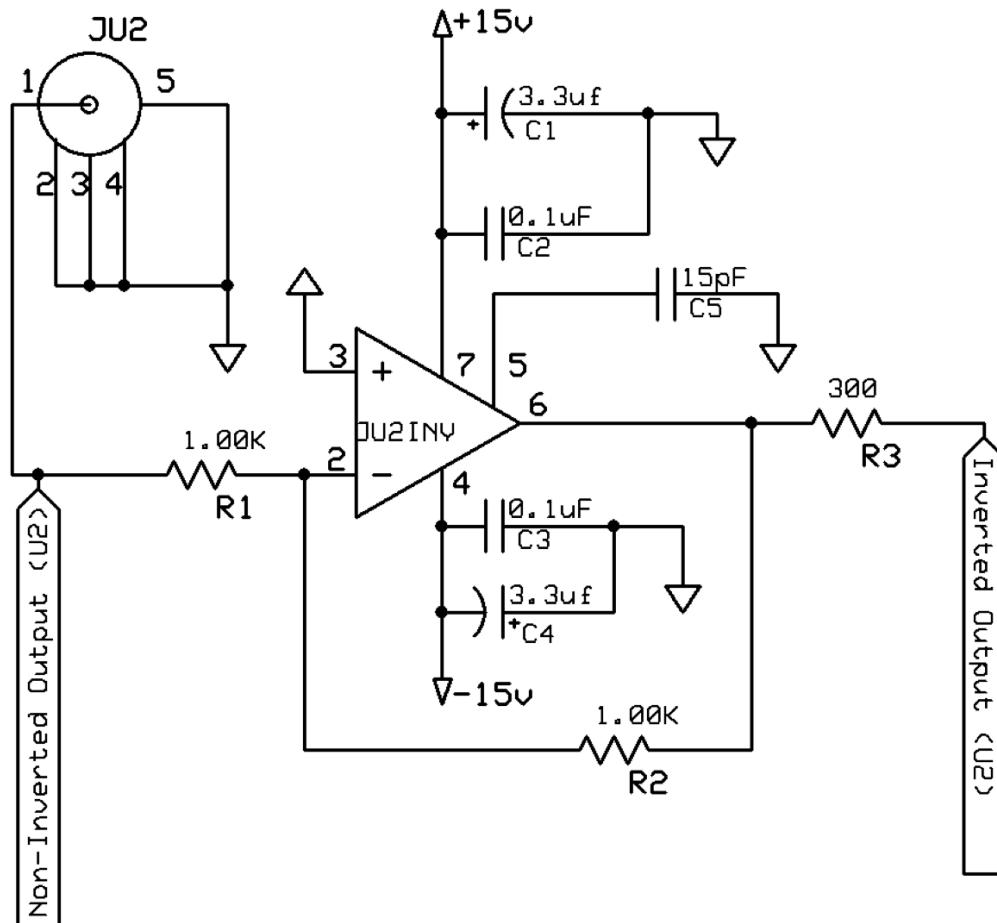 JU2
1
5
2
3
4
+15v
3.3uf
+
C1
0.1uF
C2
15pF
C5
3
+
7
5
6
JU2INV
2
-
4
1.00K
R1
300
R3
0.1uF
C3
3.3uf
+
C4
-15v
1.00K
R2
Non-Inverted Output (U2)
Inverted Output (U2)